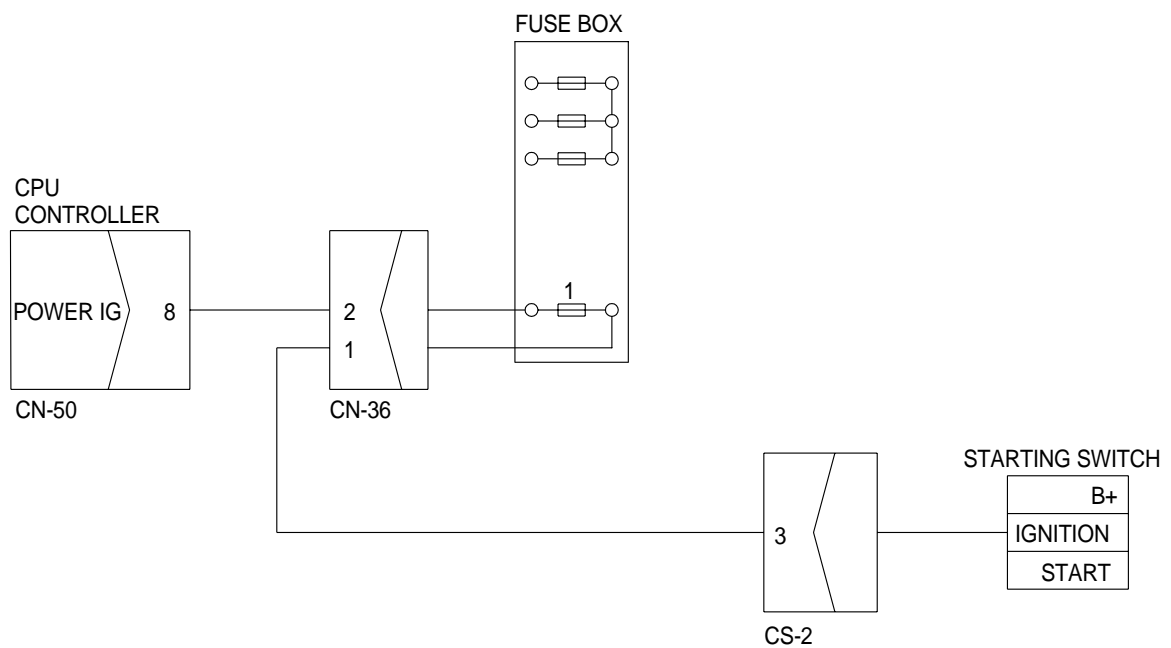 FUSE BOX
CPU
CONTROLLER
1
POWER IG 8
2
1
CN-50
CN-36
STARTING SWITCH
B+
3
IGNITION
START
CS-2